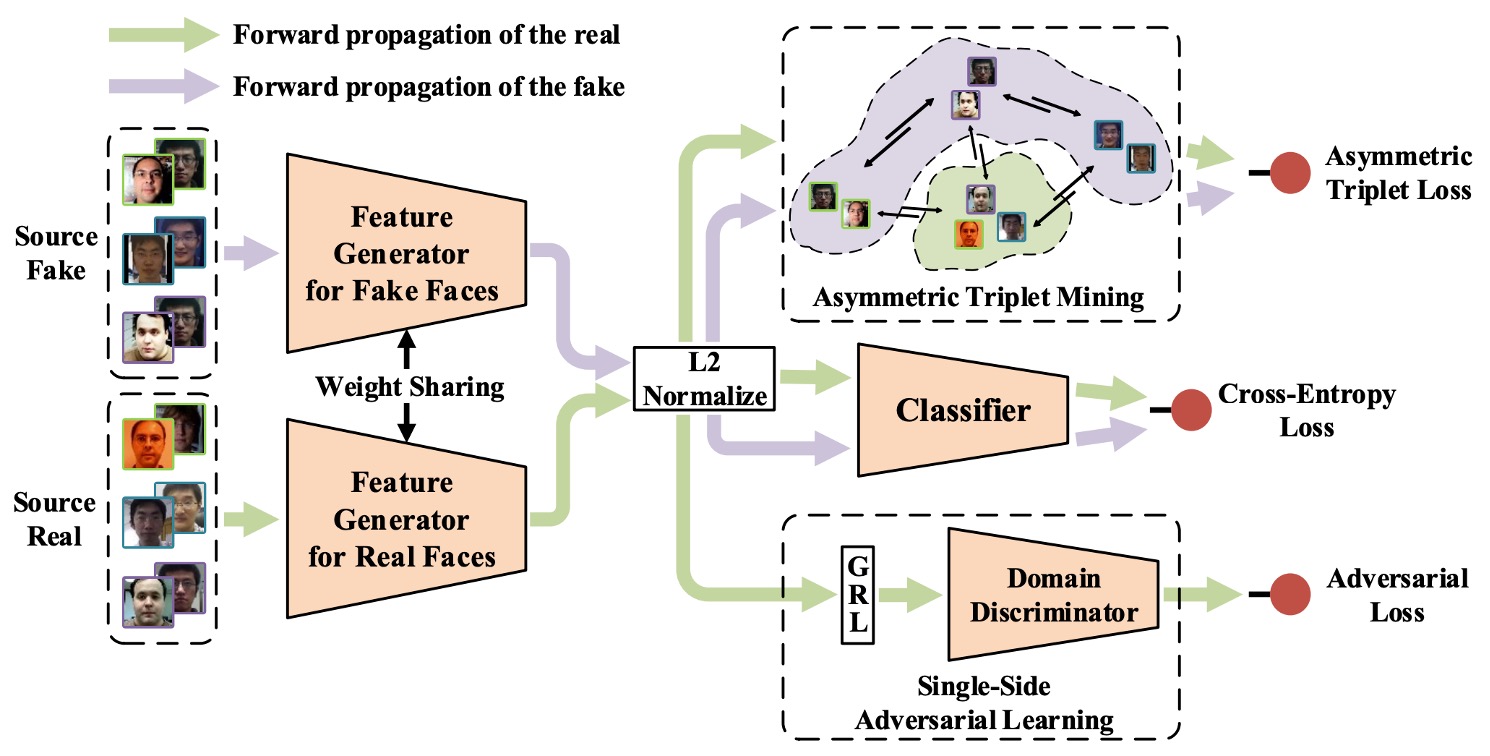 Forward propagation of the real
Forward propagation of the fake
Source
Fake
Feature
Generator
for Fake Faces
Weight Sharing
Source
Real
Feature
Generator
for Real Faces
L2
Normalize
Asymmetric Triplet Mining
Asymmetric
Triplet Loss
Classifier
Cross-Entropy
Loss
G
R
L
Domain
Discriminator
Single-Side
Adversarial Learning
Adversarial
Loss